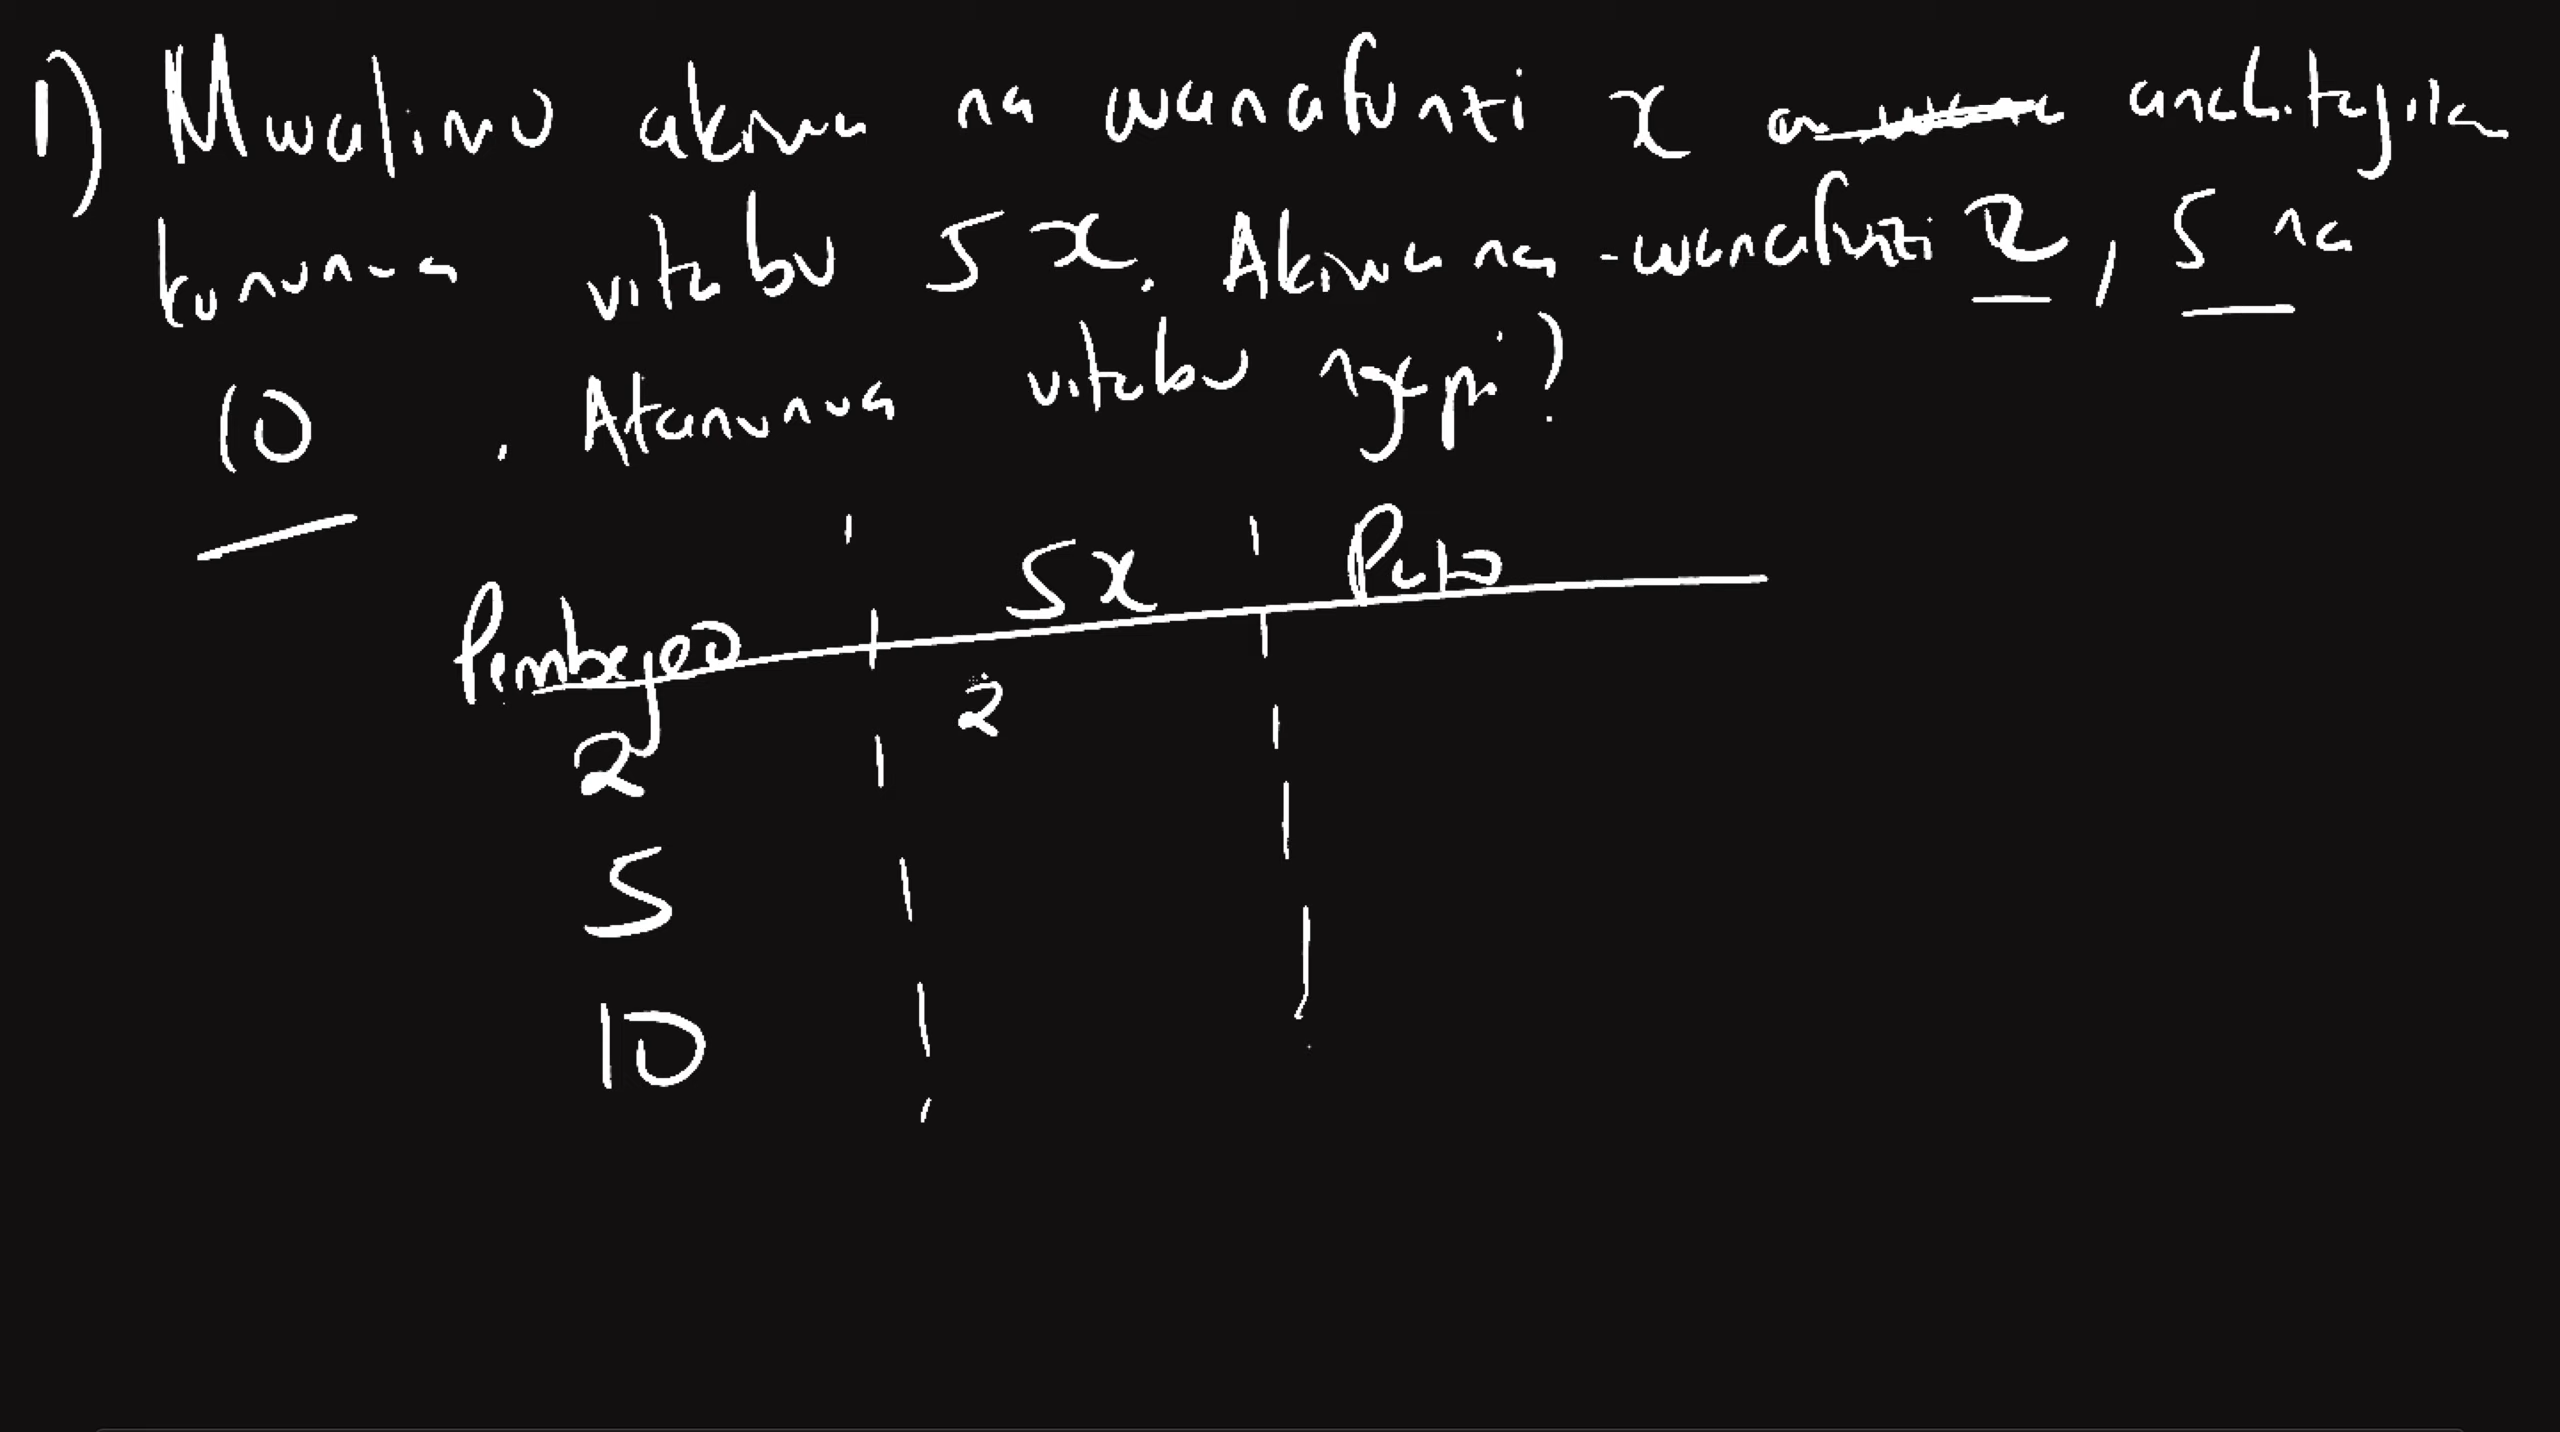 1) Mwalimu akiwa na wanafunzi x anahitajika
kununua vitabu 5x. Akiwa na wanafunzi 2, 5 na
10. Atanunua vitabu ngapi?
Pembejeo 5x Pato
2 2
5
10